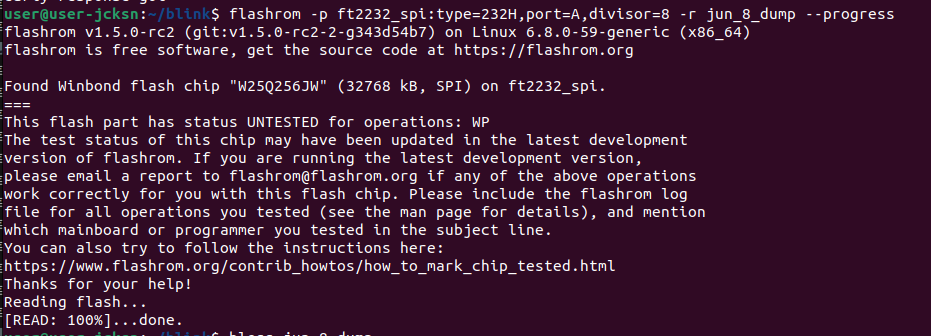 user@user-jcksn:~/blink$ flashrom -p ft2232_spi:type=232H,port=A,divisor=8 -r jun_8_dump --progress
flashrom v1.5.0-rc2 (git:v1.5.0-rc2-2-g343d54b7) on Linux 6.8.0-59-generic (x86_64)
flashrom is free software, get the source code at https://flashrom.org

Found Winbond flash chip "W25Q256JW" (32768 kB, SPI) on ft2232_spi.
===
This flash part has status UNTESTED for operations: WP
The test status of this chip may have been updated in the latest development
version of flashrom. If you are running the latest development version,
please email a report to flashrom@flashrom.org if any of the above operations
work correctly for you with this flash chip. Please include the flashrom log
file for all operations you tested (see the man page for details), and mention
which mainboard or programmer you tested in the subject line.
You can also try to follow the instructions here:
https://www.flashrom.org/contrib_howtos/how_to_mark_chip_tested.html
Thanks for your help!
Reading flash...
[READ: 100%]...done.